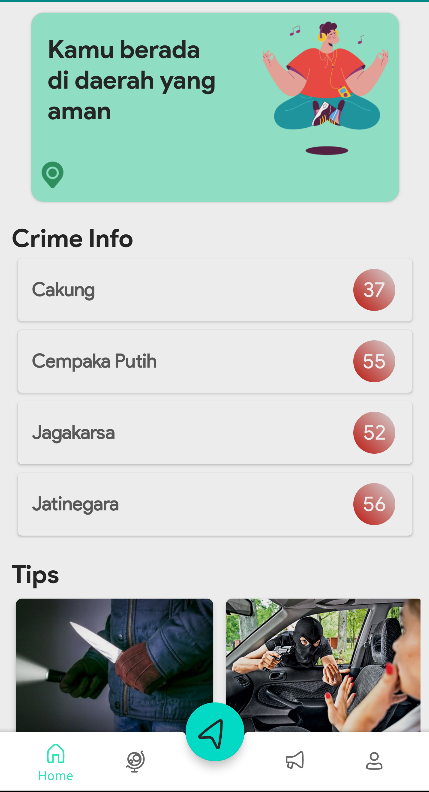 Kamu berada
di daerah yang
aman
Crime Info
Cakung 37
Cempaka Putih 55
Jagakarsa 52
Jatinegara 56
Tips
Home